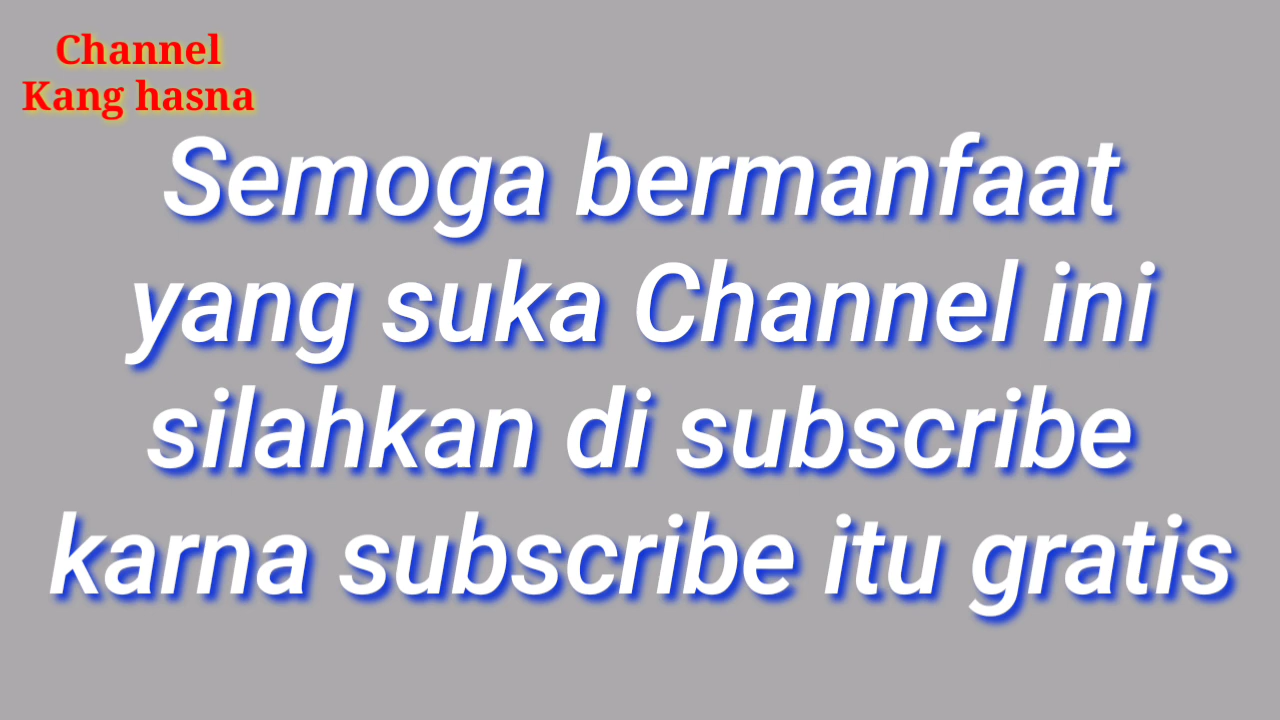 Channel
Kang hasna
Semoga bermanfaat
yang suka Channel ini
silahkan di subscribe
karna subscribe itu gratis